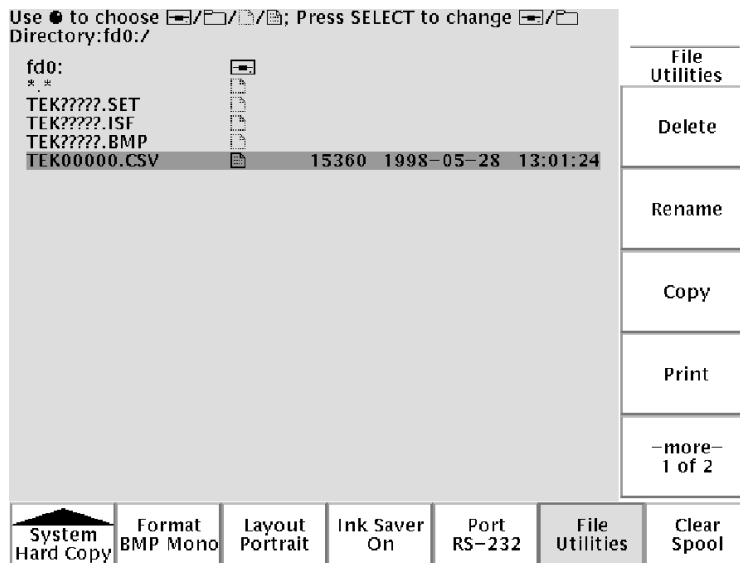 Use to choose / / / ; Press SELECT to change /
Directory:fd0:/
fd0:
*.*
TEK?????.SET
TEK?????.ISF
TEK?????.BMP
TEK00000.CSV 15360 1998-05-28 13:01:24
File
Utilities
Delete
Rename
Copy
Print
-more-
1 of 2
System
Hard Copy
Format
BMP Mono
Layout
Portrait
Ink Saver
On
Port
RS-232
File
Utilities
Clear
Spool